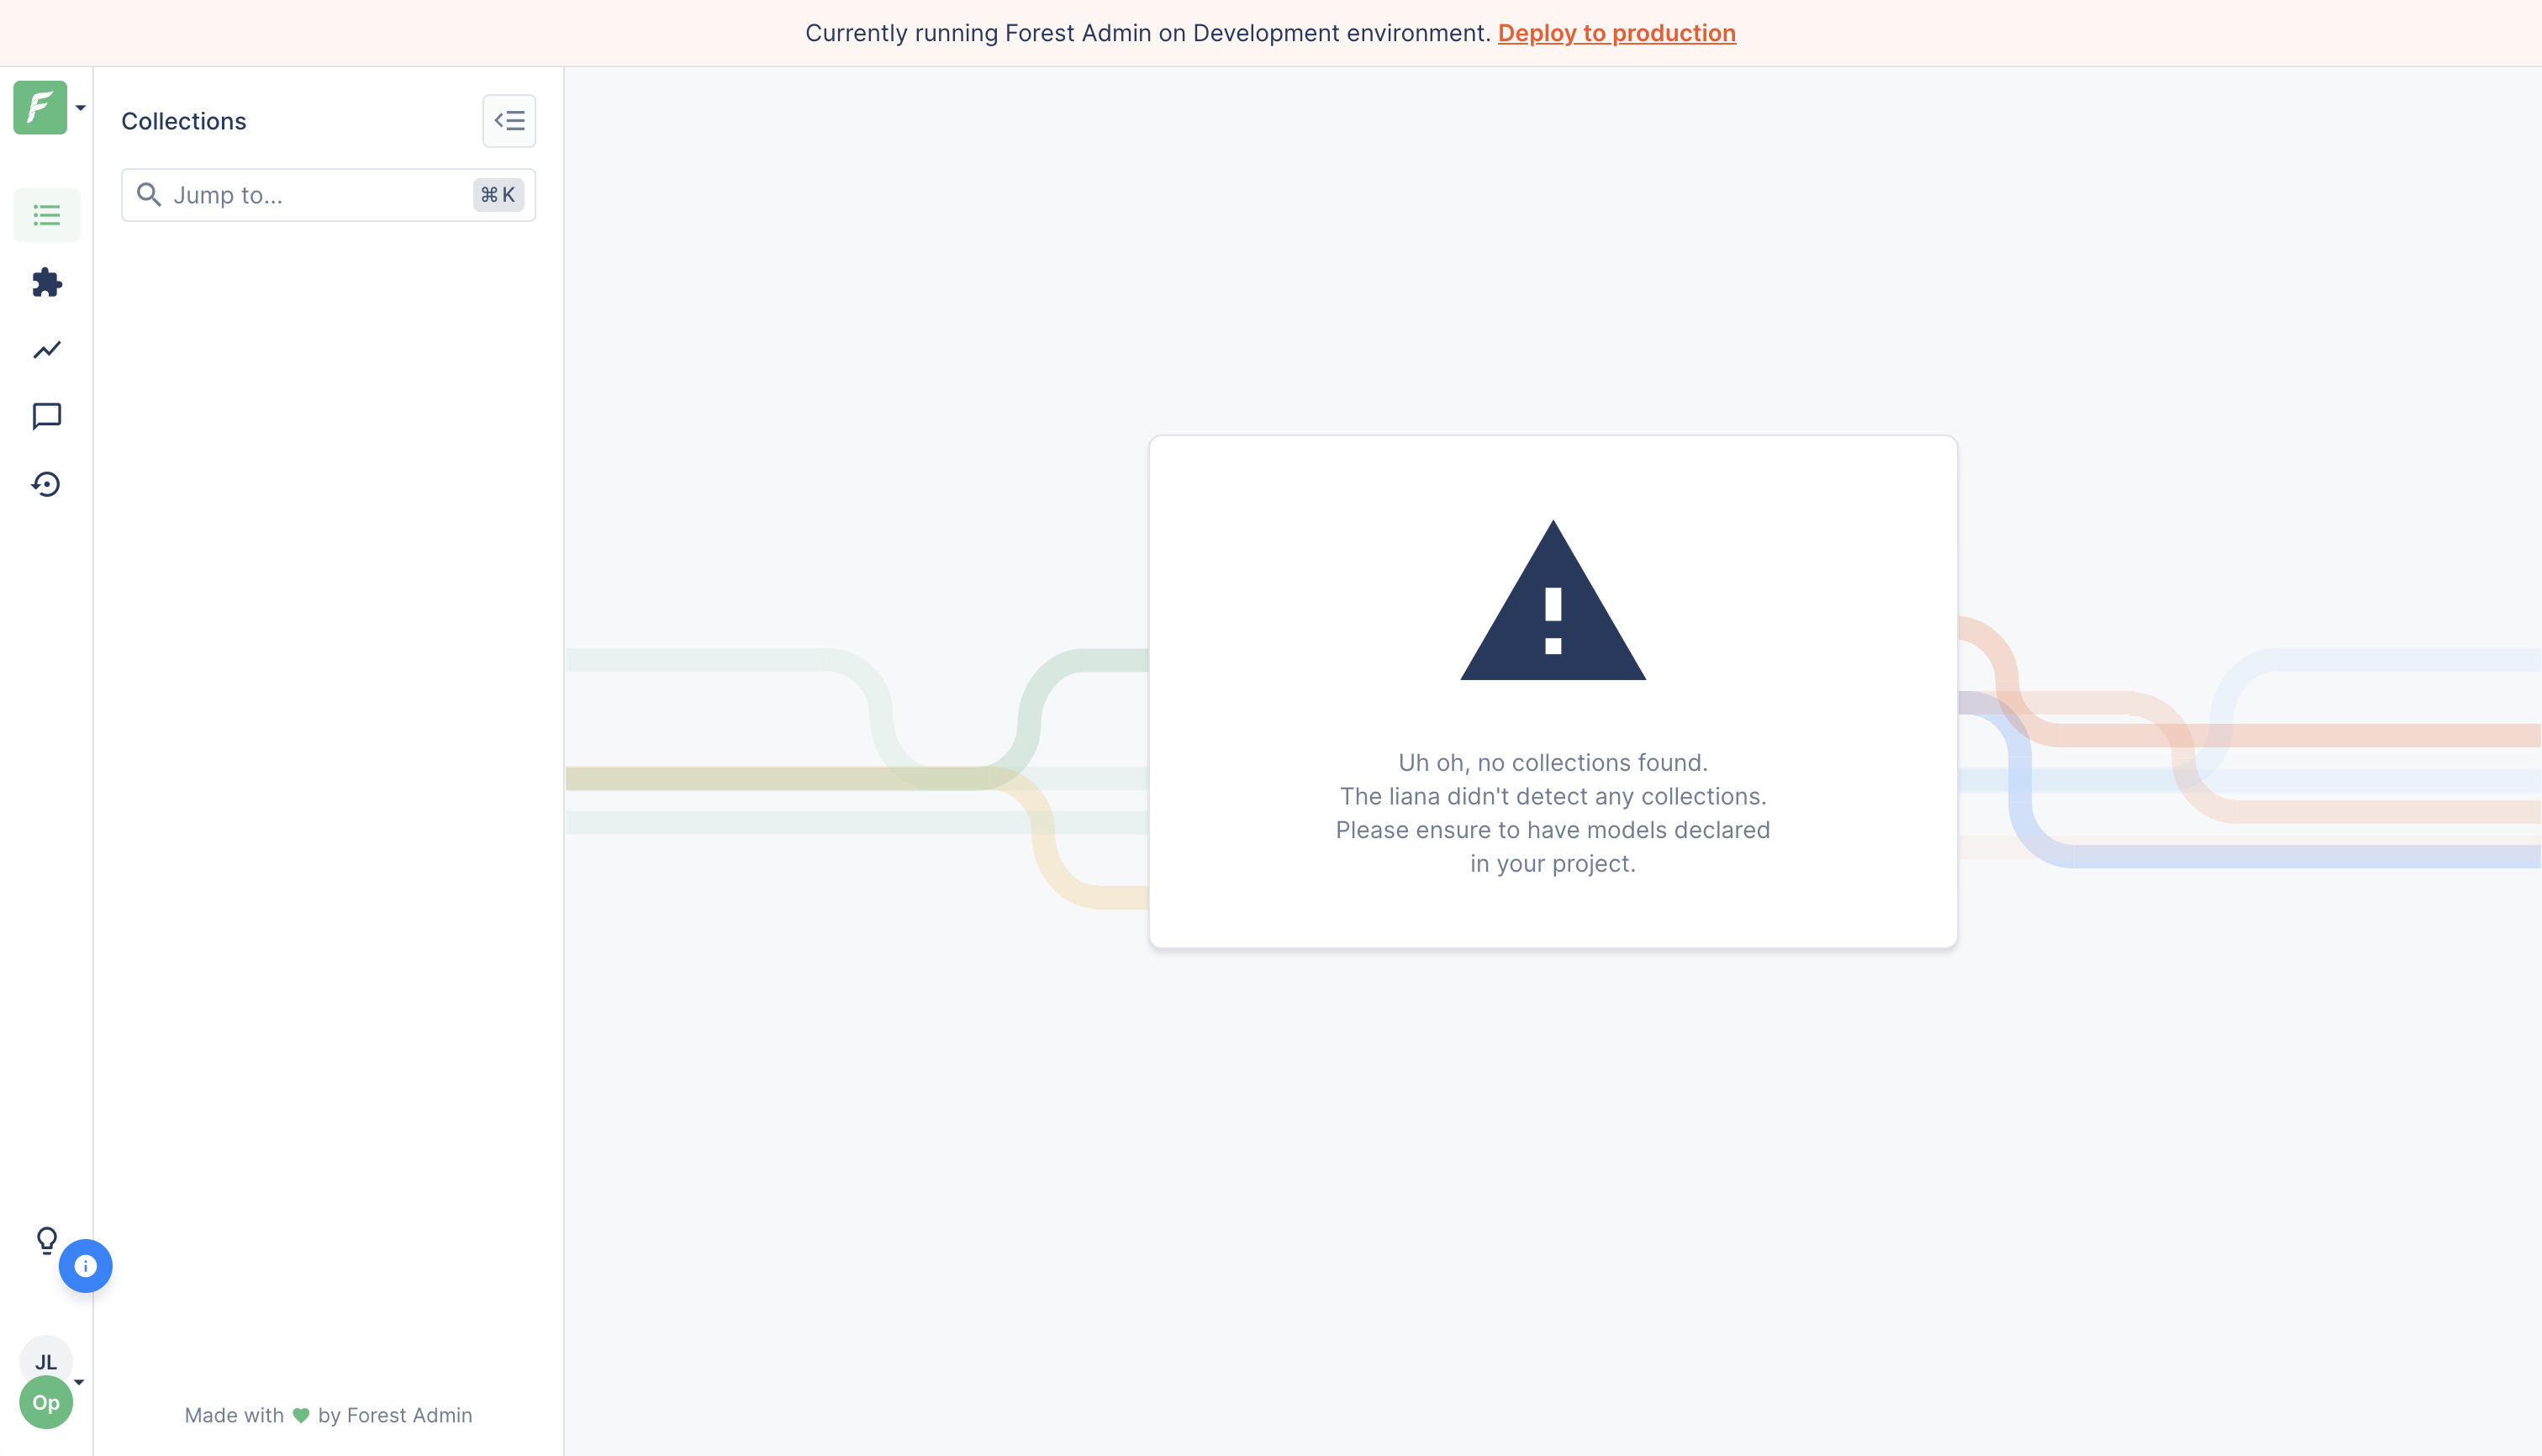 Currently running Forest Admin on Development environment. Deploy to production
Collections
Jump to...
⌘ K
Uh oh, no collections found.
The liana didn't detect any collections.
Please ensure to have models declared
in your project.
JL
Op
Made with 💚 by Forest Admin